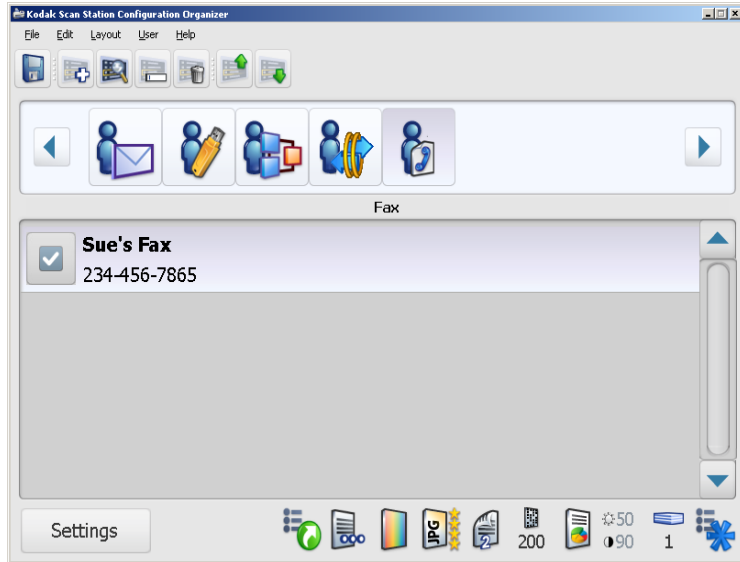 Kodak Scan Station Configuration Organizer
File Edit Layout User Help
Fax
Sue's Fax
234-456-7865
Settings
JPG
2
200
50
90
1